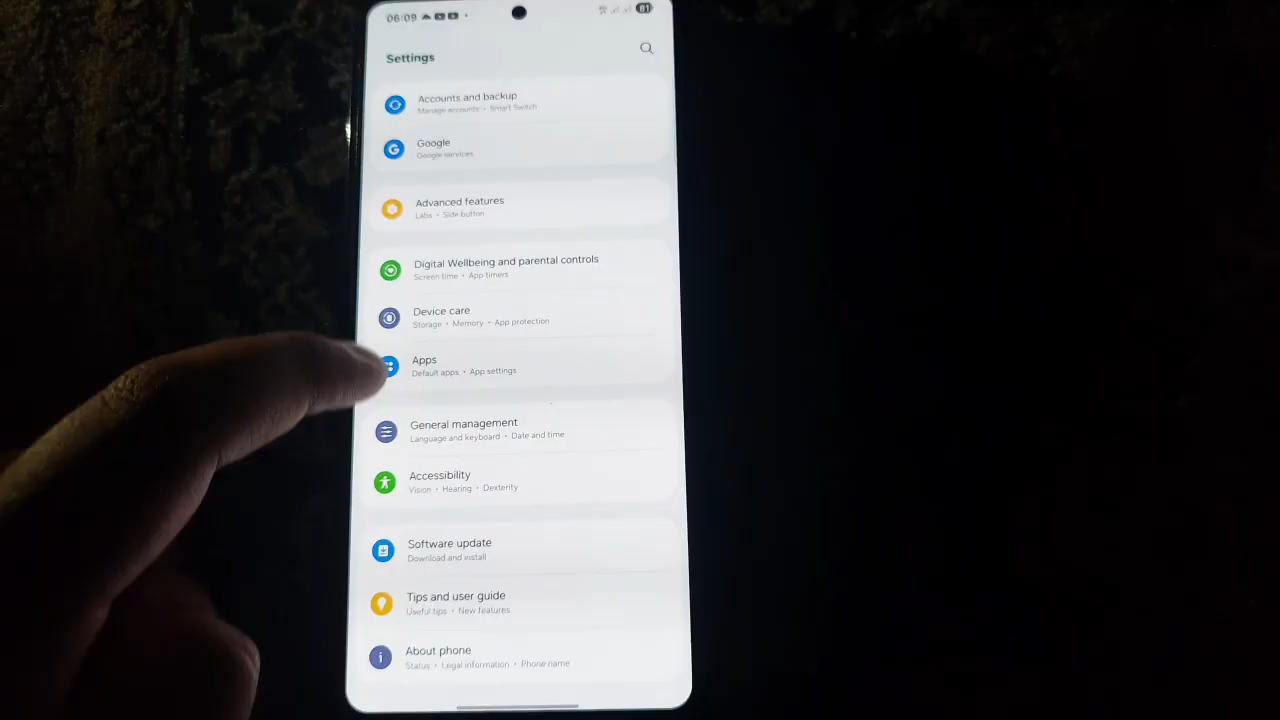 06:09
81
Settings
Accounts and backup
Manage accounts • Smart Switch
Google
Google services
Advanced features
Labs • Side button
Digital Wellbeing and parental controls
Screen time • App timers
Device care
Storage • Memory • App protection
Apps
Default apps • App settings
General management
Language and keyboard • Date and time
Accessibility
Vision • Hearing • Dexterity
Software update
Download and install
Tips and user guide
Useful tips • New features
About phone
Status • Legal information • Phone name